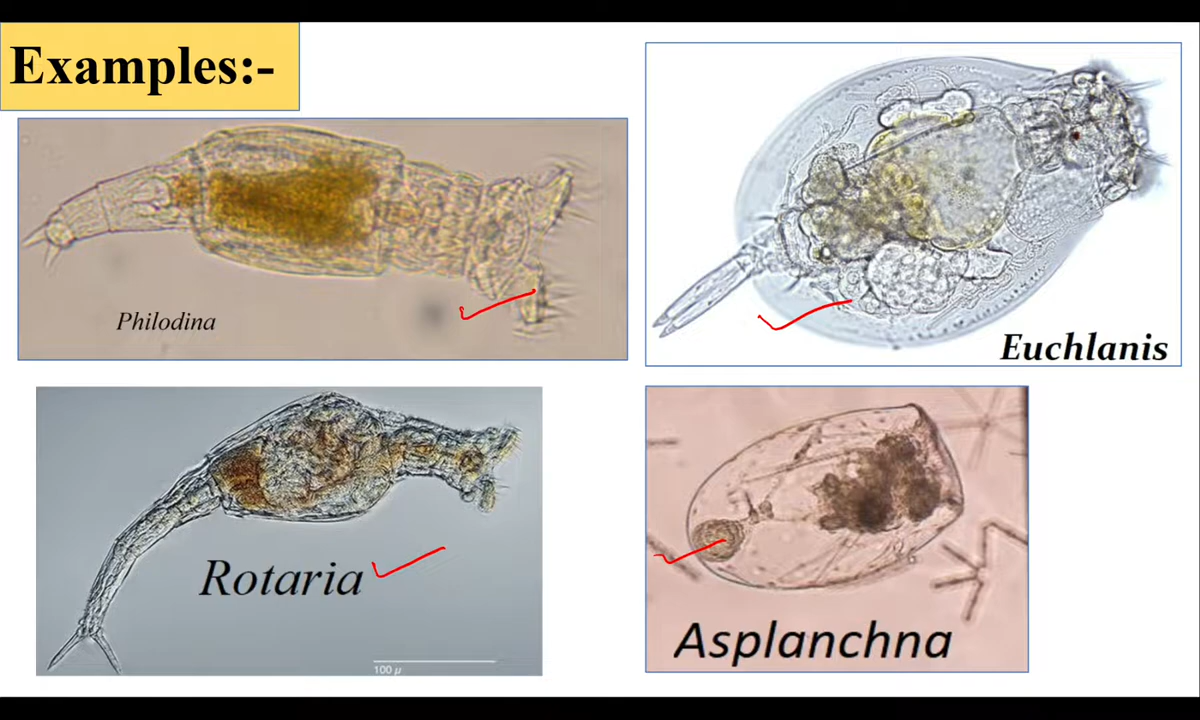 Examples:-
Philodina
Euchlanis
Rotaria
100 µ
Asplanchna